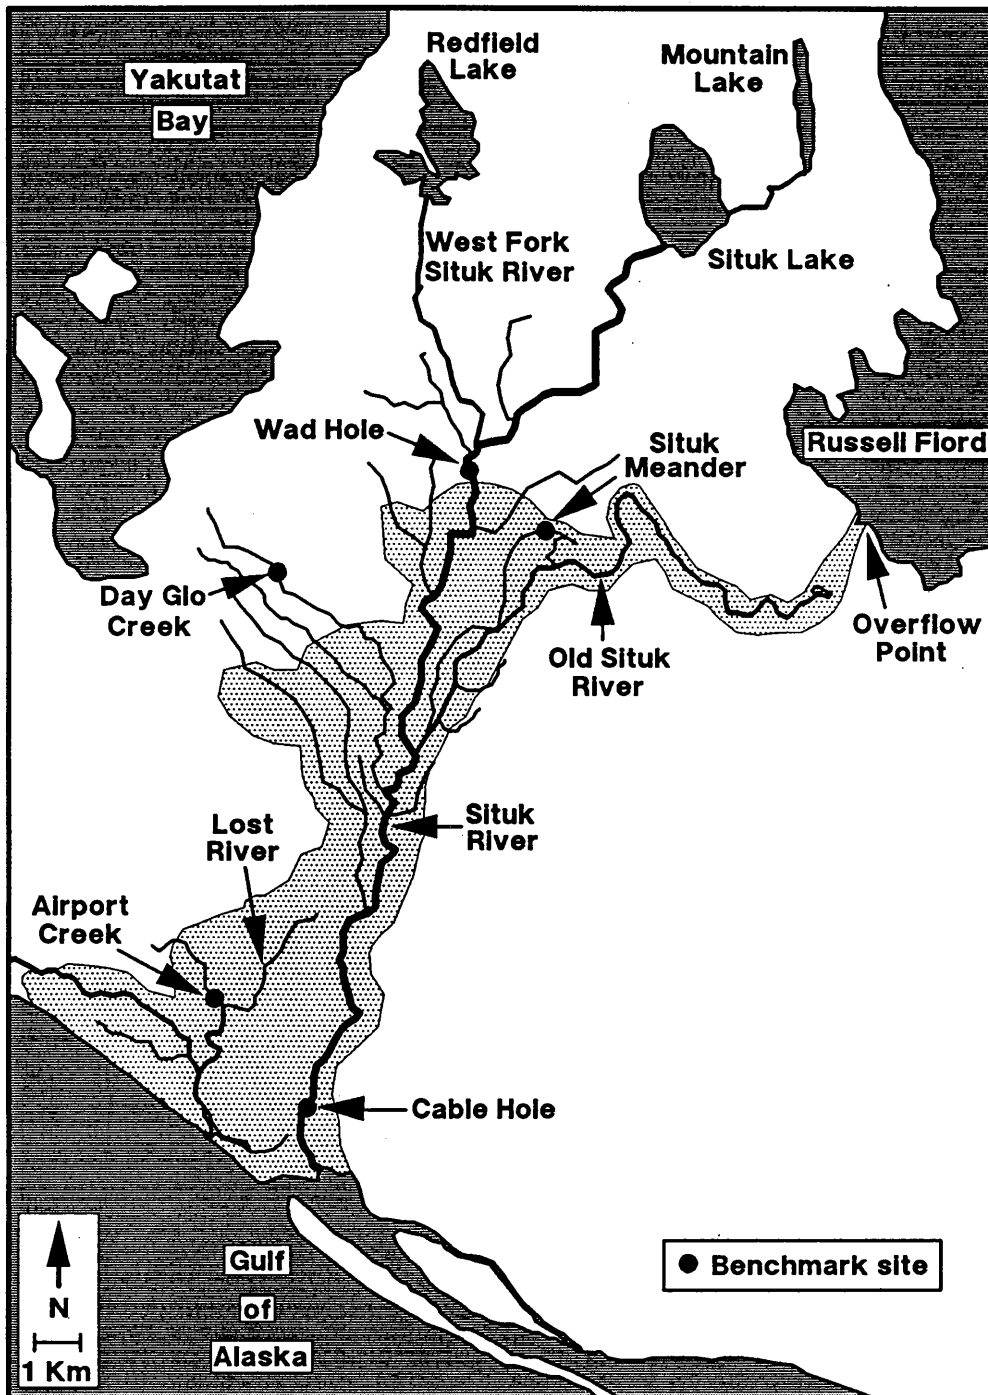 Yakutat
Bay
Redfield
Lake
Mountain
Lake
West Fork
Situk River
Situk Lake
Wad Hole
Situk
Meander
Russell Fiord
Day Glo
Creek
Old Situk
River
Overflow
Point
Lost
River
Situk
River
Airport
Creek
Cable Hole
N
1 Km
Gulf
of
Alaska
Benchmark site